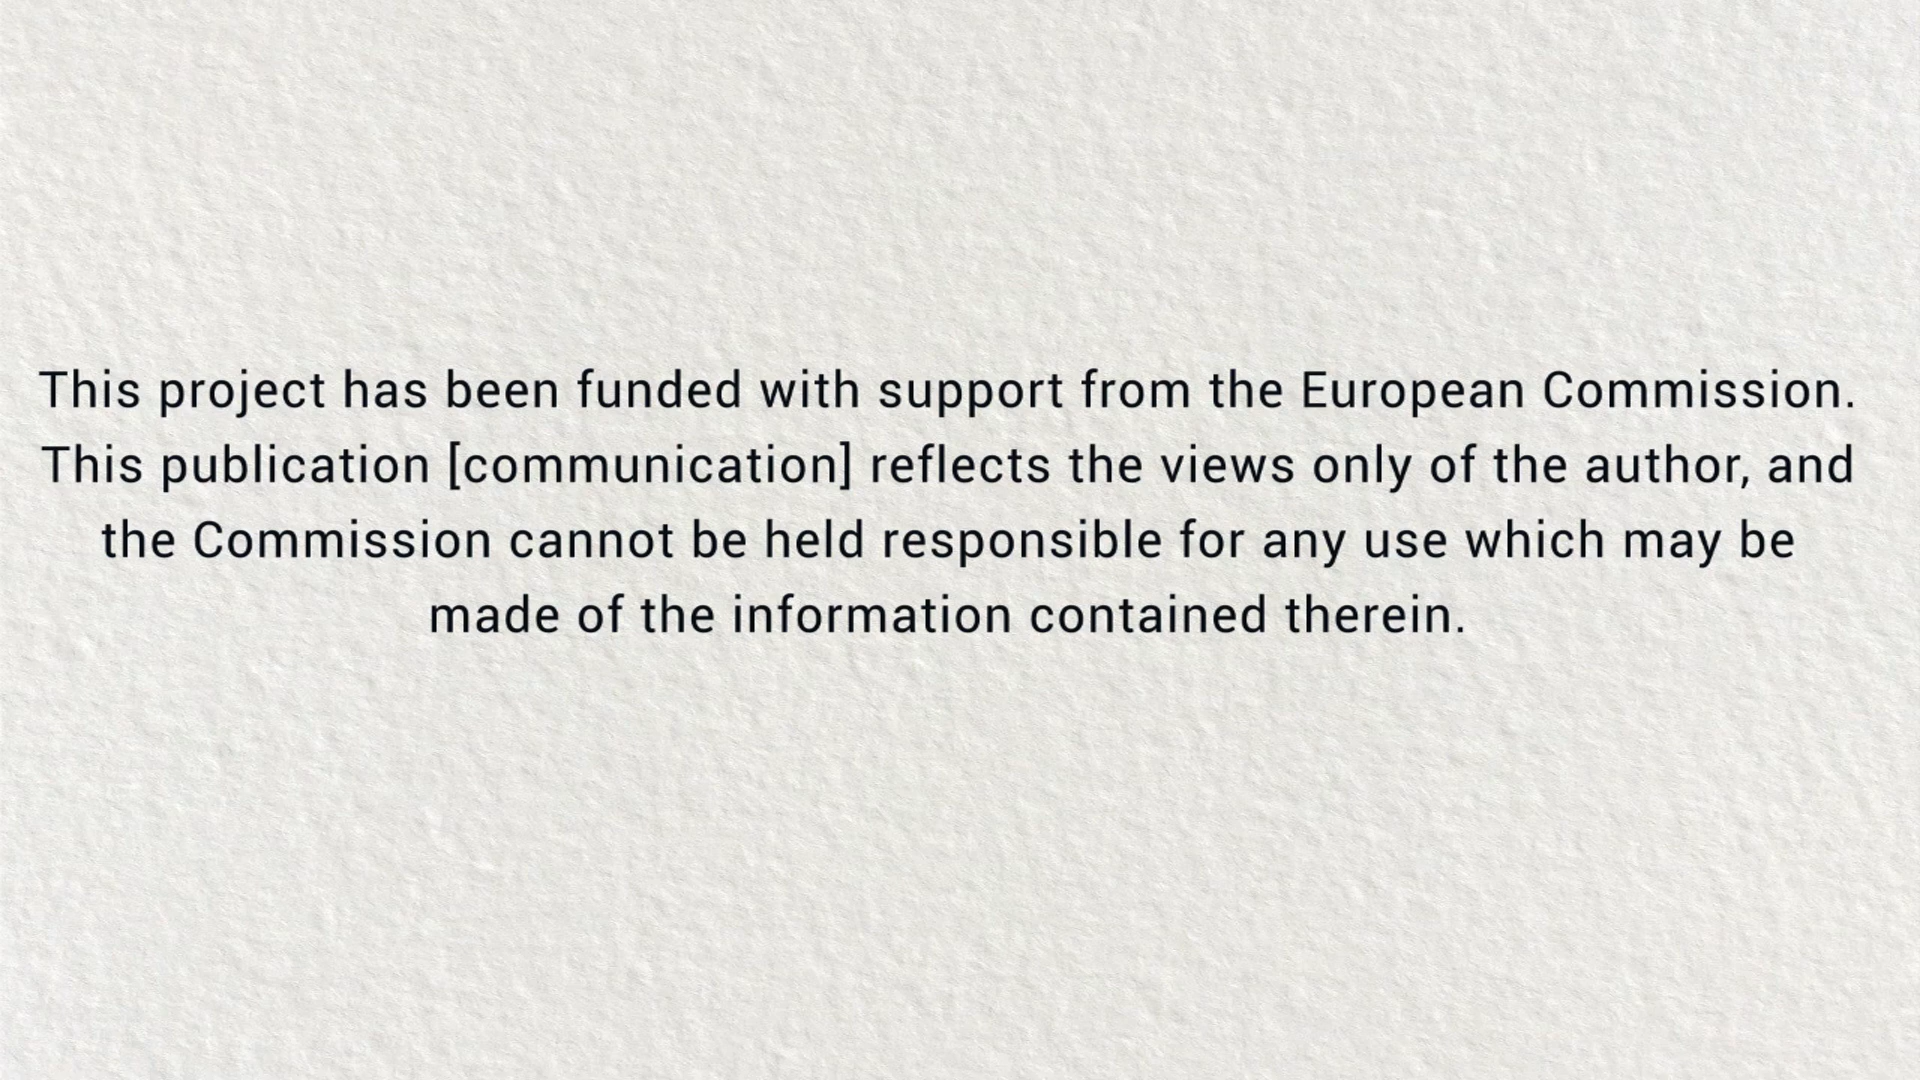 This project has been funded with support from the European Commission.
This publication [communication] reflects the views only of the author, and
the Commission cannot be held responsible for any use which may be
made of the information contained therein.